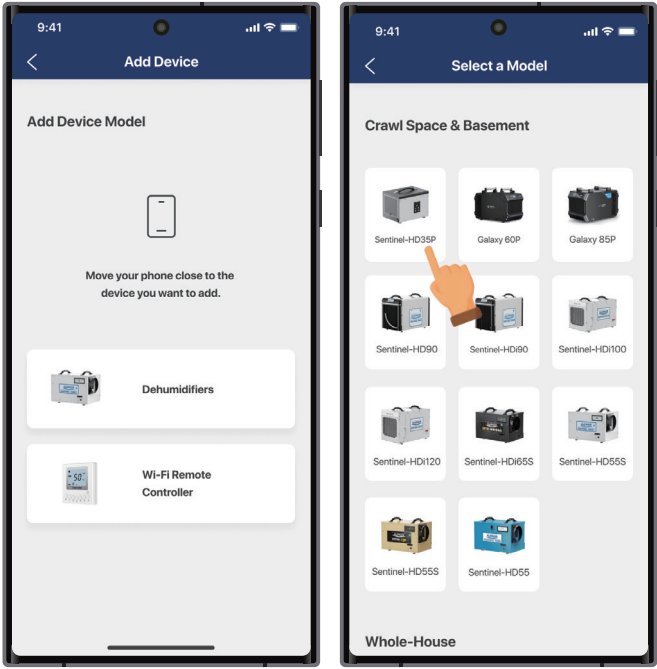 9:41
Add Device
Add Device Model
Move your phone close to the
device you want to add.
Dehumidifiers
50
Wi-Fi Remote
Controller
9:41
Select a Model
Crawl Space & Basement
Sentinel-HD35P
Galaxy 60P
Galaxy 85P
Sentinel-HD90
Sentinel-HDi90
Sentinel-HDi100
Sentinel-HDi120
Sentinel-HDi65S
Sentinel-HD55S
Sentinel-HD55S
Sentinel-HD55
Whole-House